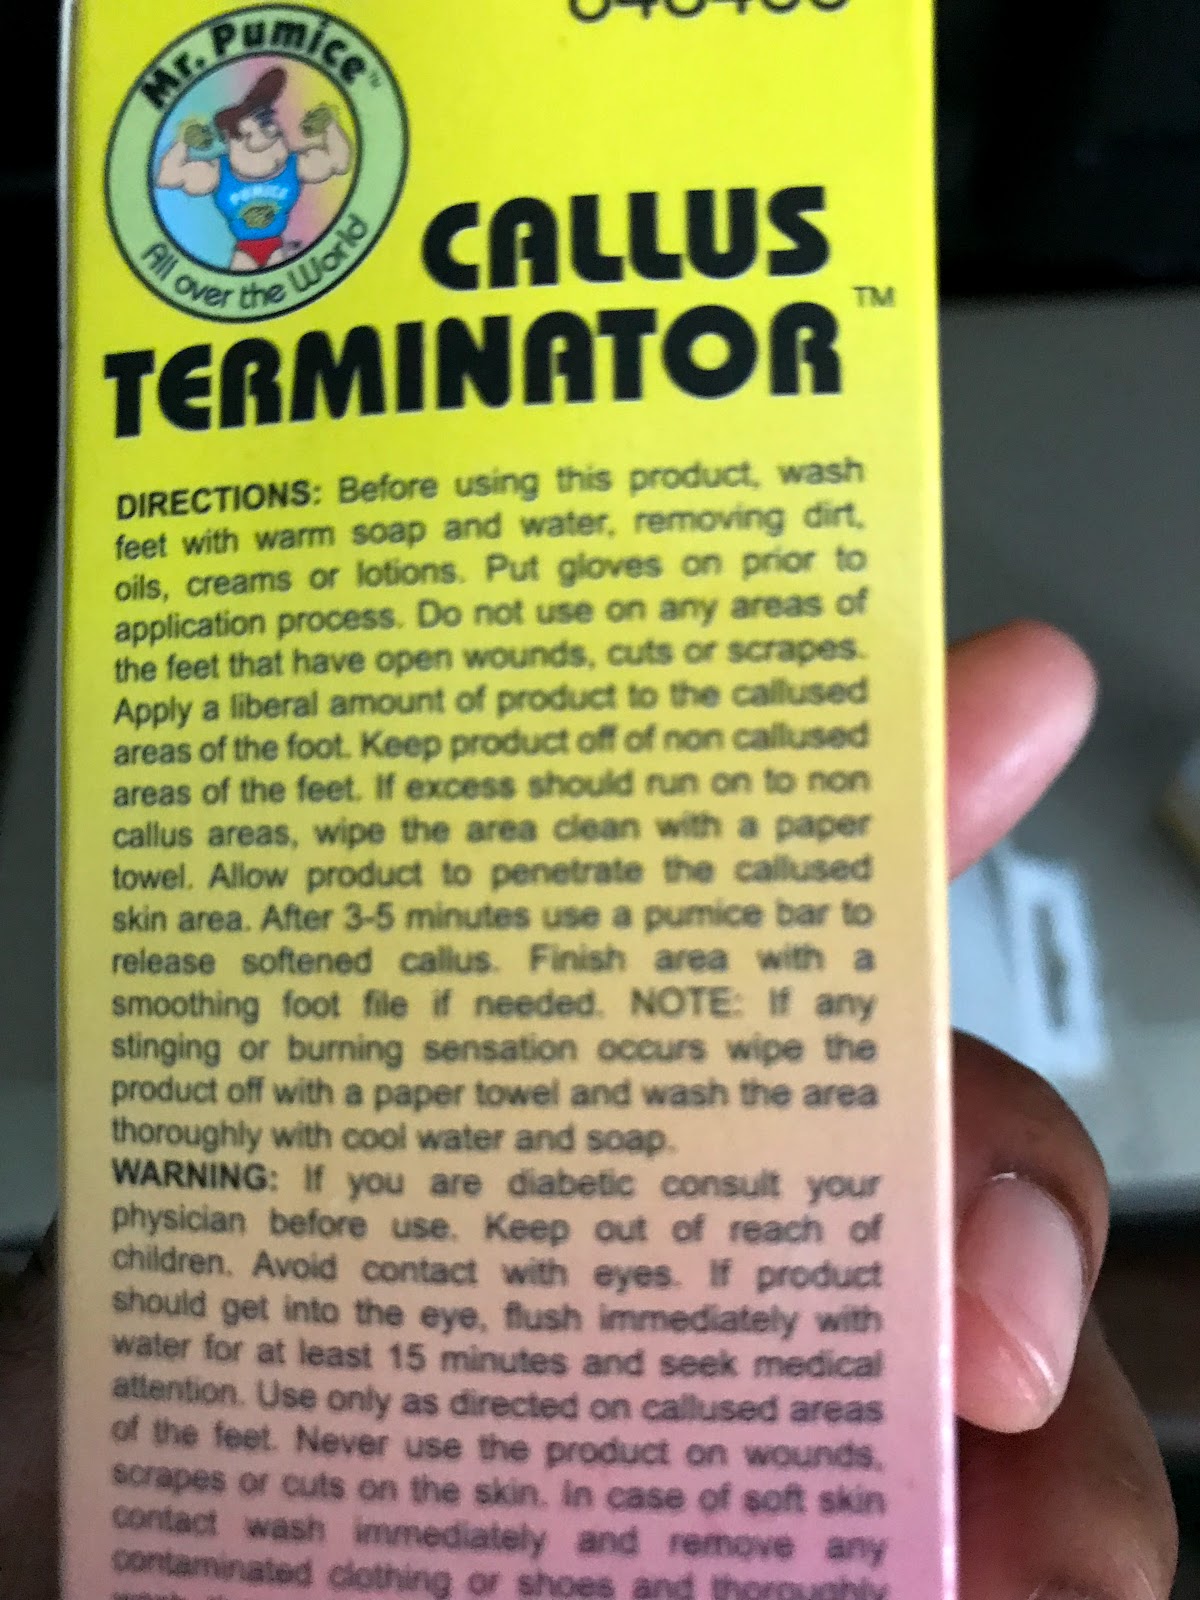 Mr. Pumice™
PUMICE
All over the World
CALLUS
TERMINATOR™
DIRECTIONS: Before using this product, wash
feet with warm soap and water, removing dirt,
oils, creams or lotions. Put gloves on prior to
application process. Do not use on any areas of
the feet that have open wounds, cuts or scrapes.
Apply a liberal amount of product to the callused
areas of the foot. Keep product off of non callused
areas of the feet. If excess should run on to non
callus areas, wipe the area clean with a paper
towel. Allow product to penetrate the callused
skin area. After 3-5 minutes use a pumice bar to
release softened callus. Finish area with a
smoothing foot file if needed. NOTE: If any
stinging or burning sensation occurs wipe the
product off with a paper towel and wash the area
thoroughly with cool water and soap.
WARNING: If you are diabetic consult your
physician before use. Keep out of reach of
children. Avoid contact with eyes. If product
should get into the eye, flush immediately with
water for at least 15 minutes and seek medical
attention. Use only as directed on callused areas
of the feet. Never use the product on wounds,
scrapes or cuts on the skin. In case of soft skin
contact wash immediately and remove any
contaminated clothing or shoes and thoroughly